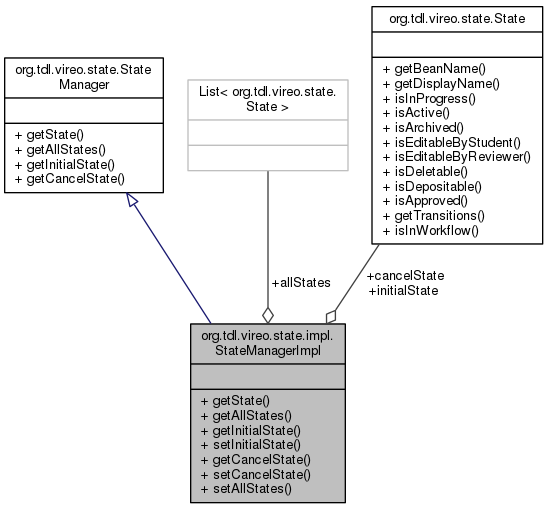 org.tdl.vireo.state.State
Manager
+ getState()
+ getAllStates()
+ getInitialState()
+ getCancelState()
List< org.tdl.vireo.state.
State >
org.tdl.vireo.state.State
+ getBeanName()
+ getDisplayName()
+ isInProgress()
+ isActive()
+ isArchived()
+ isEditableByStudent()
+ isEditableByReviewer()
+ isDeletable()
+ isDepositable()
+ isApproved()
+ getTransitions()
+ isInWorkflow()
+allStates
+cancelState
+initialState
org.tdl.vireo.state.impl.
StateManagerImpl
+ getState()
+ getAllStates()
+ getInitialState()
+ setInitialState()
+ getCancelState()
+ setCancelState()
+ setAllStates()